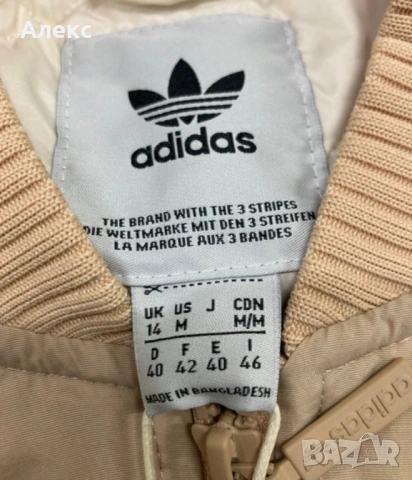 Алекс
adidas
THE BRAND WITH THE 3 STRIPES
DIE WELTMARKE MIT DEN 3 STREIFEN
LA MARQUE AUX 3 BANDES
UK US J CDN
14 M M/M
D F E I
40 42 40 46
MADE IN BANGLADESH
adidas
bazar